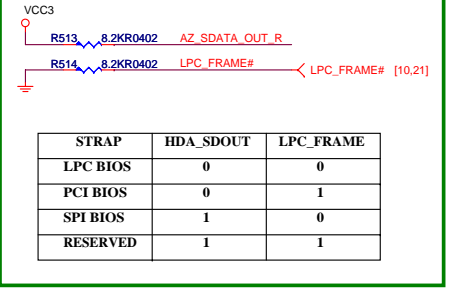 VCC3
R513 8.2KR0402 AZ_SDATA_OUT_R
R514 8.2KR0402 LPC_FRAME# LPC_FRAME# [10,21]
STRAP HDA_SDOUT LPC_FRAME
LPC BIOS 0 0
PCI BIOS 0 1
SPI BIOS 1 0
RESERVED 1 1